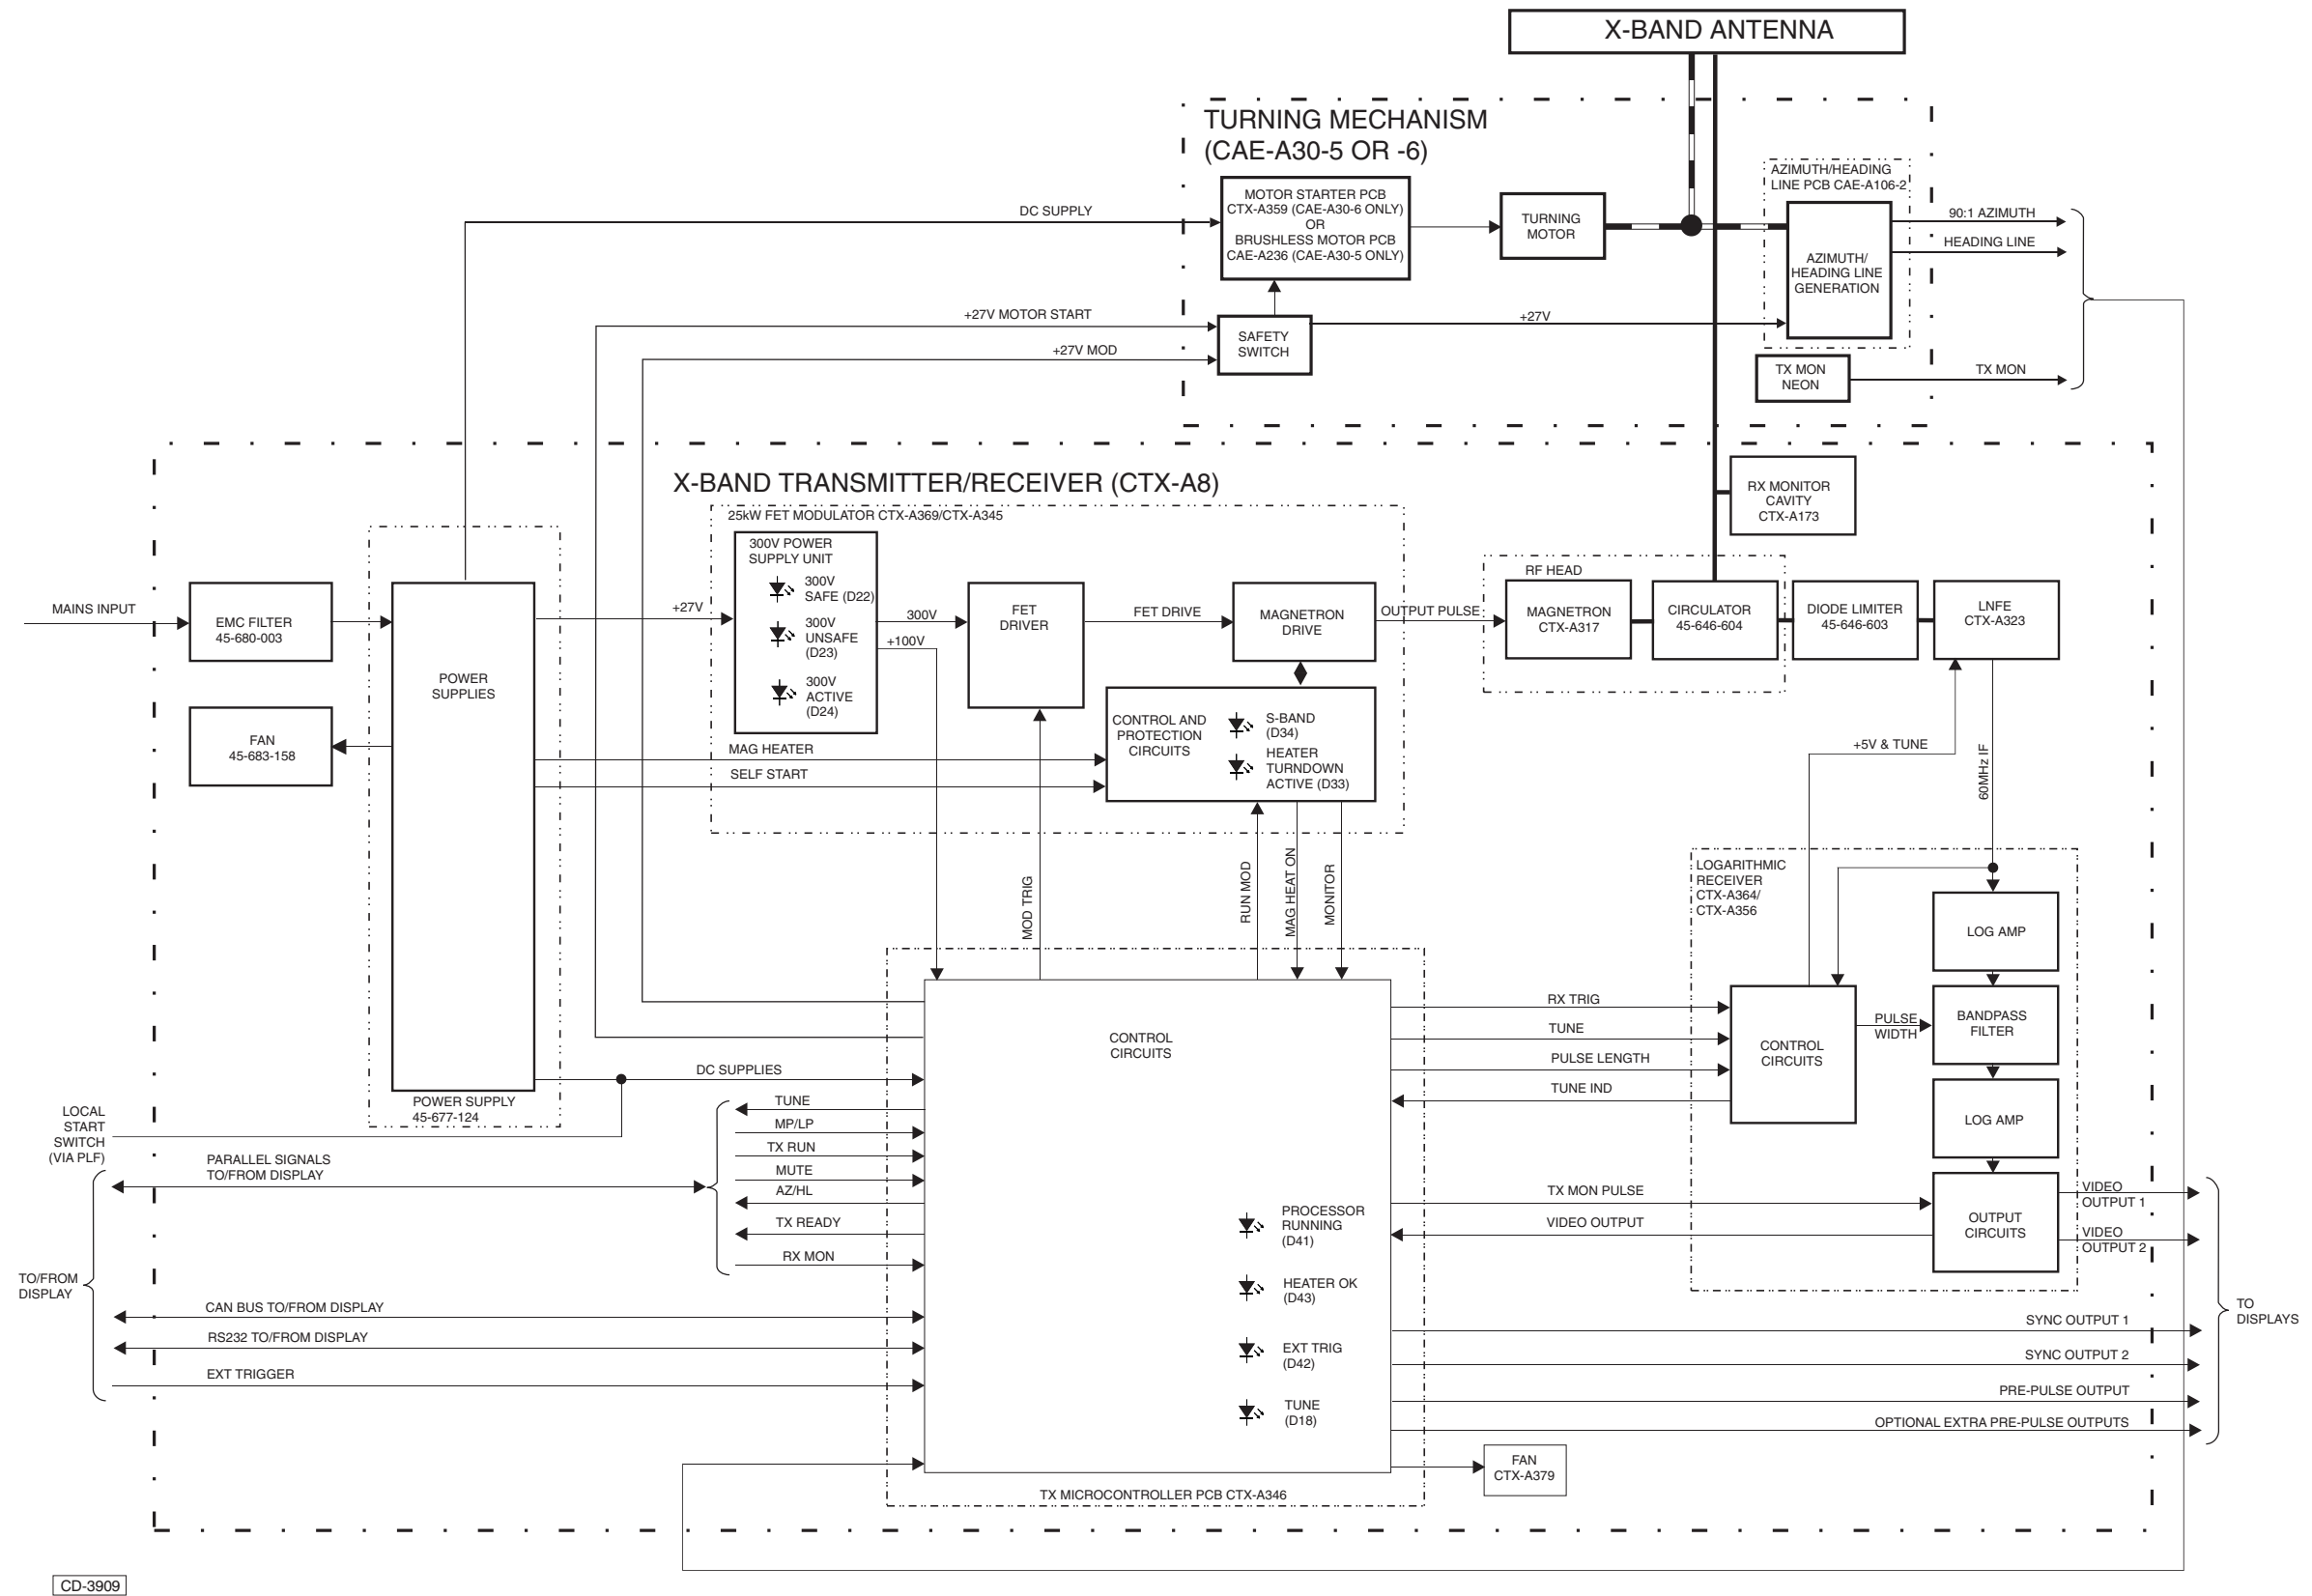 X-BAND ANTENNA
TURNING MECHANISM
(CAE-A30-5 OR -6)
AZIMUTH/HEADING
LINE PCB CAE-A106-2
MOTOR STARTER PCB
CTX-A359 (CAE-A30-6 ONLY)
OR
BRUSHLESS MOTOR PCB
CAE-A236 (CAE-A30-5 ONLY)
TURNING
MOTOR
AZIMUTH/
HEADING LINE
GENERATION
DC SUPPLY
90:1 AZIMUTH
HEADING LINE
+27V MOTOR START
+27V MOD
SAFETY
SWITCH
+27V
TX MON
NEON
TX MON
X-BAND TRANSMITTER/RECEIVER (CTX-A8)
RX MONITOR
CAVITY
CTX-A173
25kW FET MODULATOR CTX-A369/CTX-A345
300V POWER
SUPPLY UNIT
300V
SAFE (D22)
300V
UNSAFE
(D23)
300V
ACTIVE
(D24)
MAINS INPUT
EMC FILTER
45-680-003
FAN
45-683-158
POWER
SUPPLIES
POWER SUPPLY
45-677-124
+27V
300V
+100V
FET
DRIVER
FET DRIVE
MAGNETRON
DRIVE
OUTPUT PULSE
RF HEAD
MAGNETRON
CTX-A317
CIRCULATOR
45-646-604
DIODE LIMITER
45-646-603
LNFE
CTX-A323
CONTROL AND
PROTECTION
CIRCUITS
S-BAND
(D34)
HEATER
TURNDOWN
ACTIVE (D33)
MAG HEATER
SELF START
+5V & TUNE
60MHz IF
MOD TRIG
RUN MOD
MAG HEAT ON
MONITOR
LOGARITHMIC
RECEIVER
CTX-A364/
CTX-A356
LOG AMP
BANDPASS
FILTER
LOG AMP
OUTPUT
CIRCUITS
CONTROL
CIRCUITS
PULSE
WIDTH
CONTROL
CIRCUITS
RX TRIG
TUNE
PULSE LENGTH
TUNE IND
TX MON PULSE
VIDEO OUTPUT
VIDEO
OUTPUT 1
VIDEO
OUTPUT 2
DC SUPPLIES
LOCAL
START
SWITCH
(VIA PLF)
PARALLEL SIGNALS
TO/FROM DISPLAY
TUNE
MP/LP
TX RUN
MUTE
AZ/HL
TX READY
RX MON
TO/FROM
DISPLAY
CAN BUS TO/FROM DISPLAY
RS232 TO/FROM DISPLAY
EXT TRIGGER
PROCESSOR
RUNNING
(D41)
HEATER OK
(D43)
EXT TRIG
(D42)
TUNE
(D18)
SYNC OUTPUT 1
SYNC OUTPUT 2
PRE-PULSE OUTPUT
OPTIONAL EXTRA PRE-PULSE OUTPUTS
TO
DISPLAYS
FAN
CTX-A379
TX MICROCONTROLLER PCB CTX-A346
CD-3909